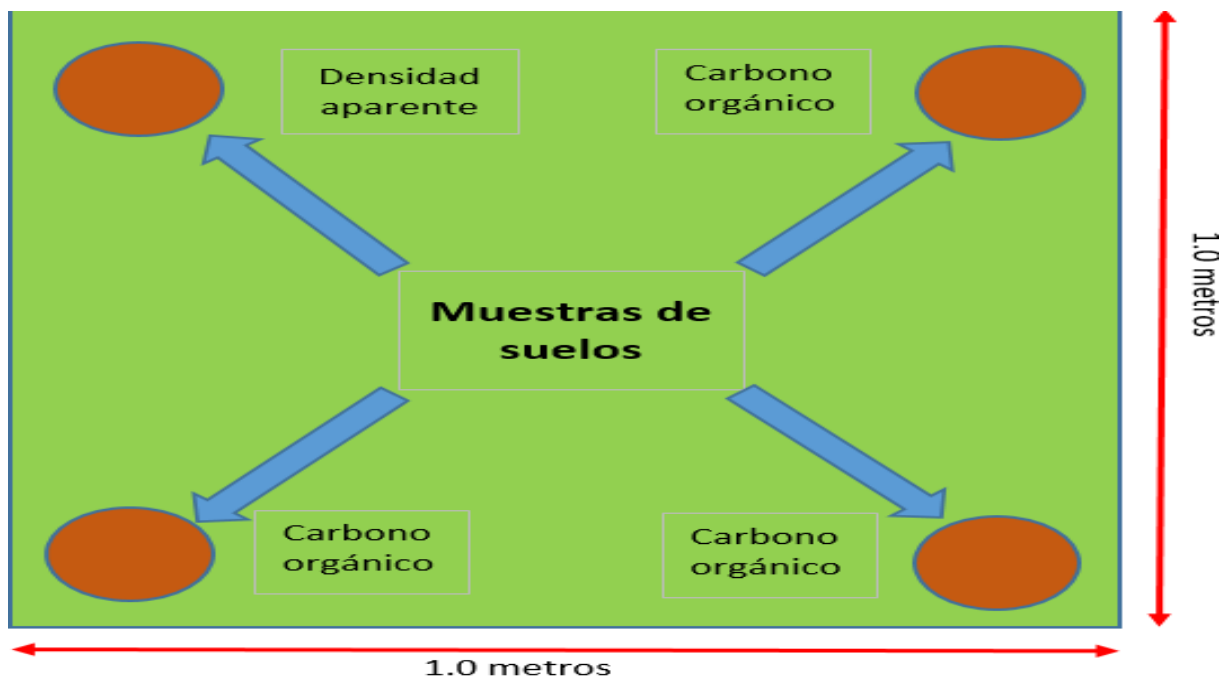 Densidad
aparente
Carbono
orgánico
Muestras de
suelos
1.0 metros
Carbono
orgánico
Carbono
orgánico
1.0 metros